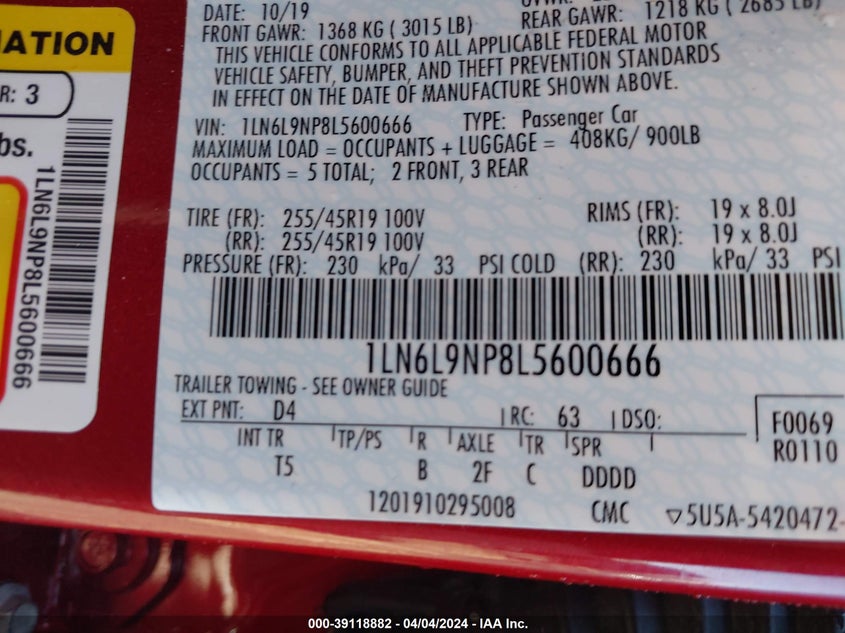 DATE: 10/19
FRONT GAWR: 1368 KG ( 3015 LB)
REAR GAWR: 1218 KG ( 2685 LB)
THIS VEHICLE CONFORMS TO ALL APPLICABLE FEDERAL MOTOR
VEHICLE SAFETY, BUMPER, AND THEFT PREVENTION STANDARDS
IN EFFECT ON THE DATE OF MANUFACTURE SHOWN ABOVE.
VIN: 1LN6L9NP8L5600666 TYPE: Passenger Car
MAXIMUM LOAD = OCCUPANTS + LUGGAGE = 408KG/ 900LB
OCCUPANTS = 5 TOTAL; 2 FRONT, 3 REAR
TIRE (FR): 255/45R19 100V RIMS (FR): 19 x 8.0J
(RR): 255/45R19 100V (RR): 19 x 8.0J
PRESSURE (FR): 230 kPa/ 33 PSI COLD (RR): 230 kPa/ 33 PSI
1LN6L9NP8L5600666
TRAILER TOWING - SEE OWNER GUIDE
EXT PNT: D4 RC: 63 DSO:
F0069
R0110
INT TR TP/PS R AXLE TR SPR
T5 B 2F C DDDD
1201910295008 CMC ▽5U5A-5420472-
MATION
R: 3
bs.
1LN6L9NP8L5600666
000-39118882 - 04/04/2024 - IAA Inc.